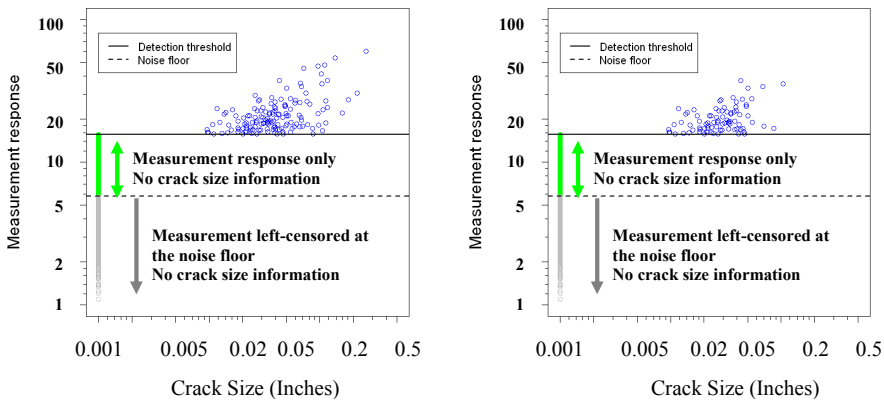 100
50
20
10
5
2
1
Measurement response
Detection threshold
Noise floor
Measurement response only
No crack size information
Measurement left-censored at
the noise floor
No crack size information
0.001 0.005 0.02 0.05 0.2 0.5
Crack Size (Inches)
100
50
20
10
5
2
1
Measurement response
Detection threshold
Noise floor
Measurement response only
No crack size information
Measurement left-censored at
the noise floor
No crack size information
0.001 0.005 0.02 0.05 0.2 0.5
Crack Size (Inches)